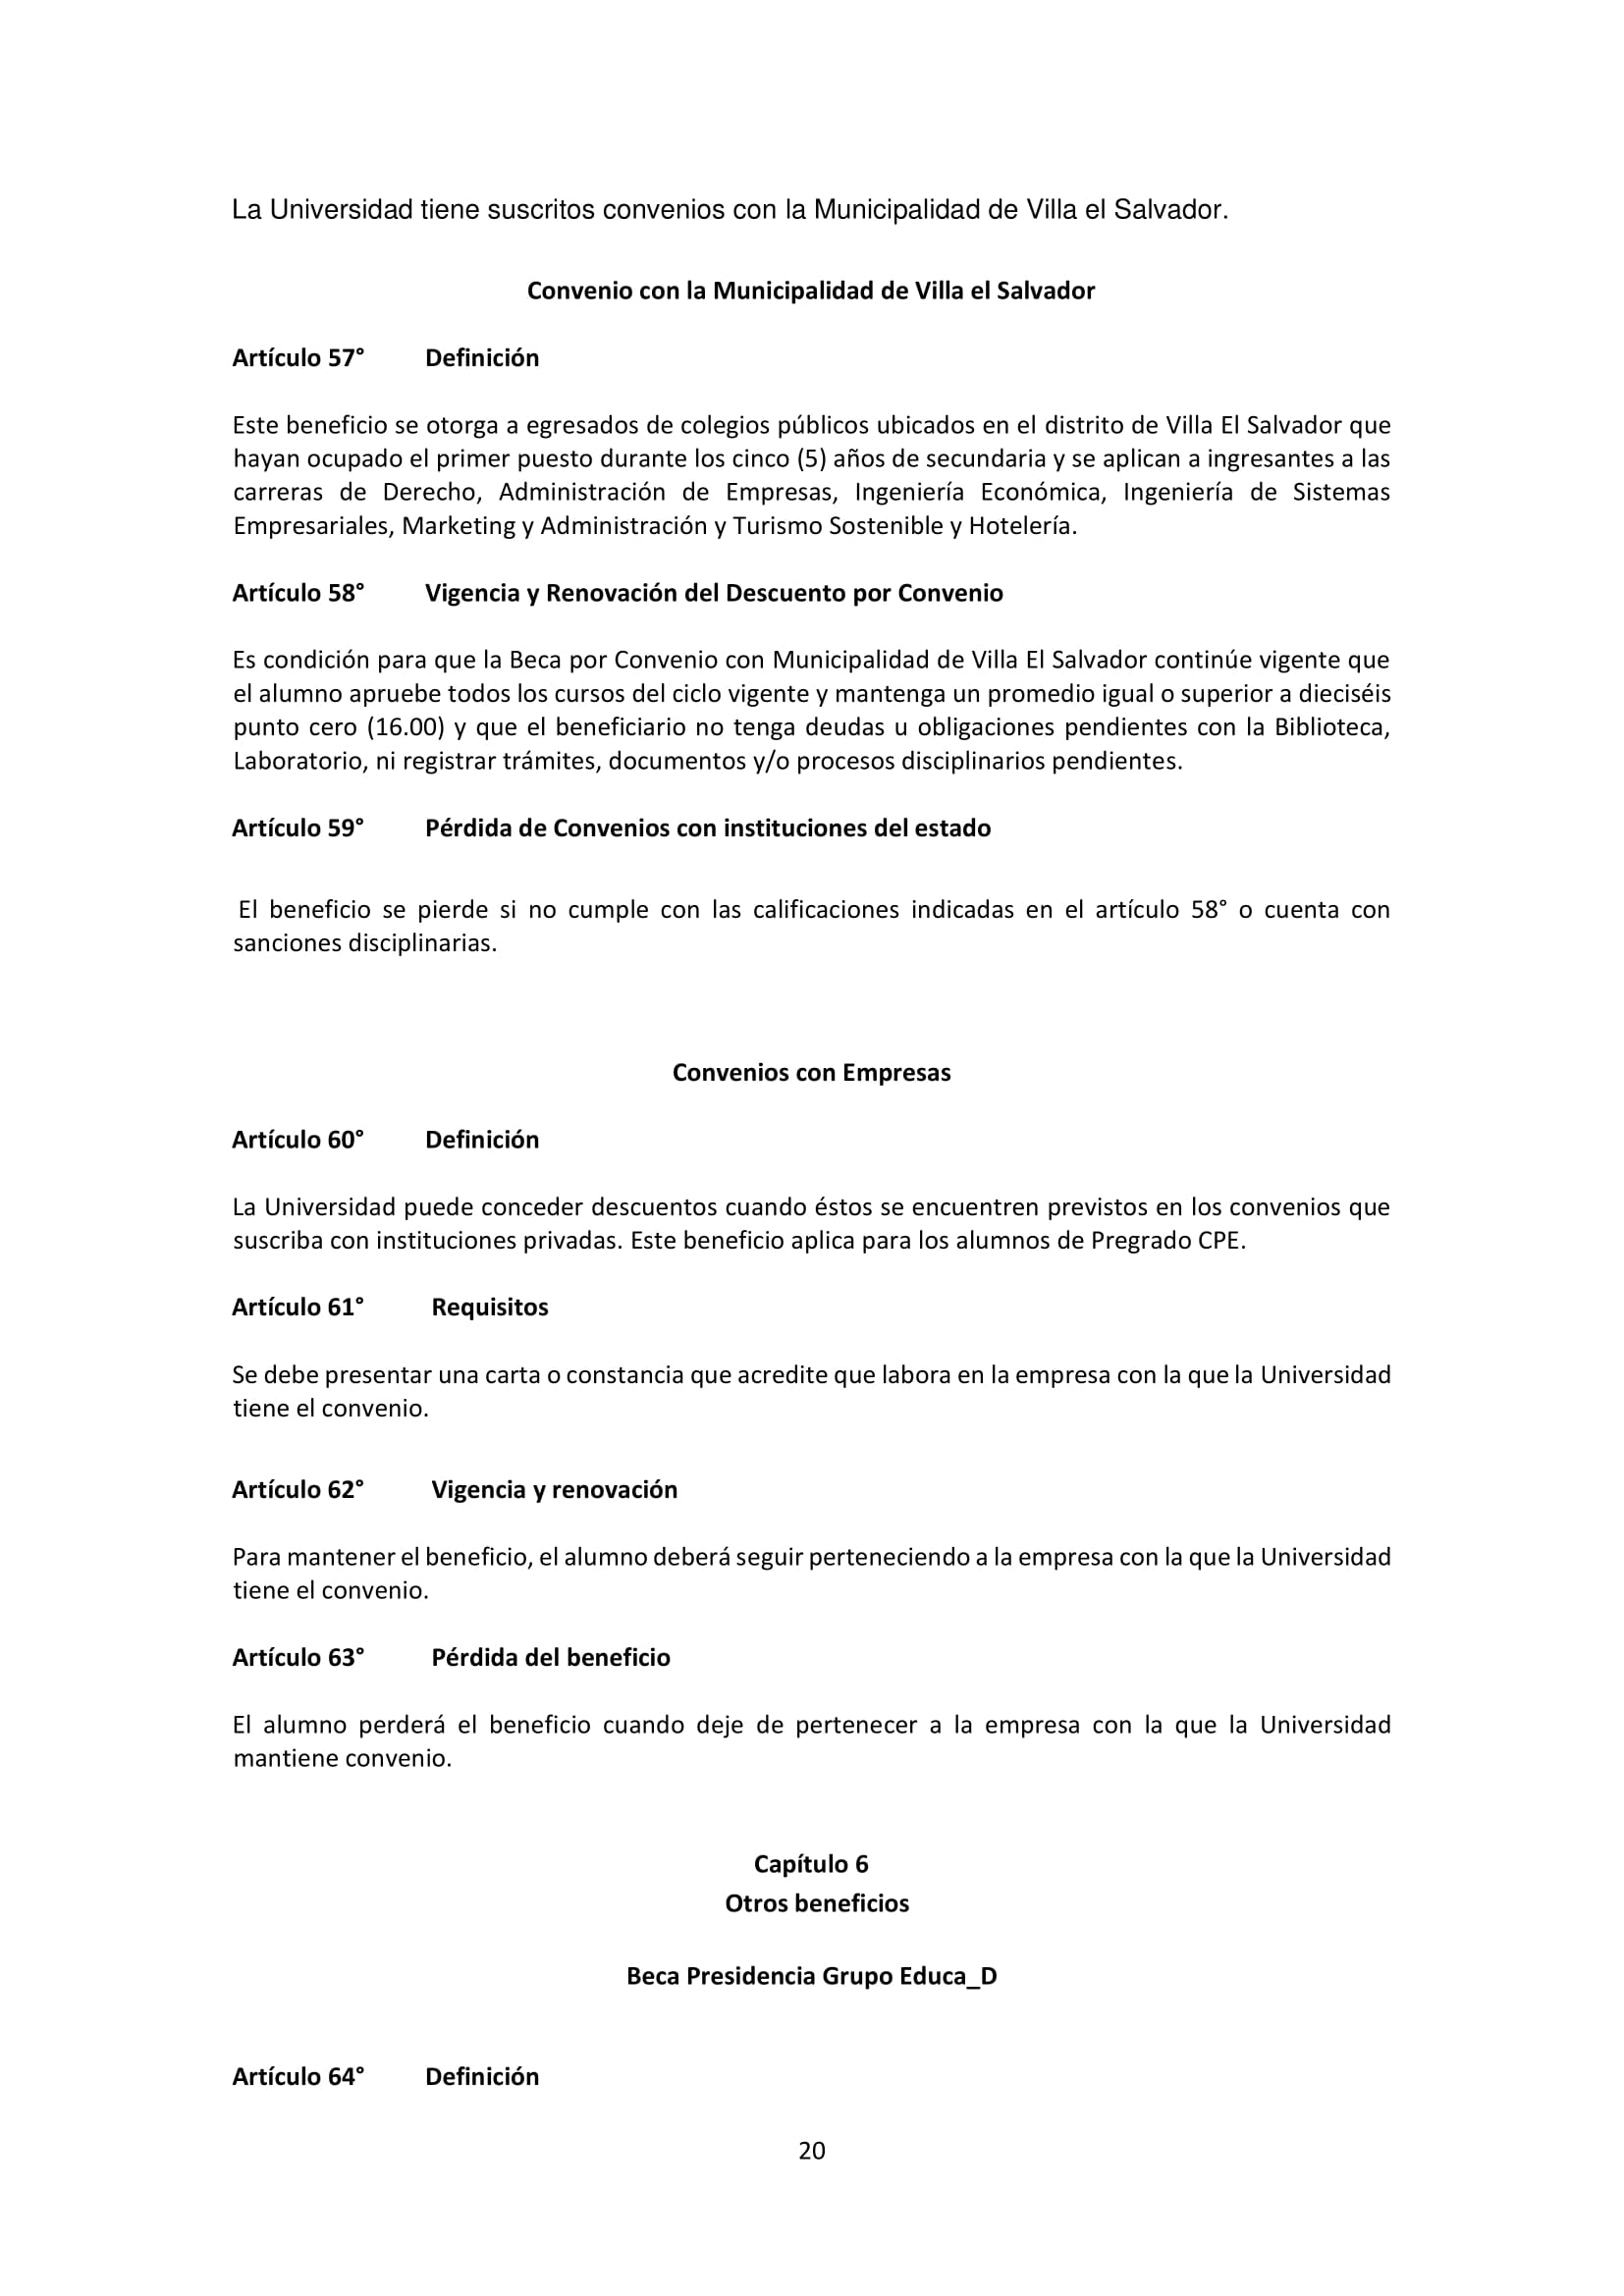 La Universidad tiene suscritos convenios con la Municipalidad de Villa el Salvador.
Convenio con la Municipalidad de Villa el Salvador
Artículo 57° Definición
Este beneficio se otorga a egresados de colegios públicos ubicados en el distrito de Villa El Salvador que
hayan ocupado el primer puesto durante los cinco (5) años de secundaria y se aplican a ingresantes a las
carreras de Derecho, Administración de Empresas, Ingeniería Económica, Ingeniería de Sistemas
Empresariales, Marketing y Administración y Turismo Sostenible y Hotelería.
Artículo 58° Vigencia y Renovación del Descuento por Convenio
Es condición para que la Beca por Convenio con Municipalidad de Villa El Salvador continúe vigente que
el alumno apruebe todos los cursos del ciclo vigente y mantenga un promedio igual o superior a dieciséis
punto cero (16.00) y que el beneficiario no tenga deudas u obligaciones pendientes con la Biblioteca,
Laboratorio, ni registrar trámites, documentos y/o procesos disciplinarios pendientes.
Artículo 59° Pérdida de Convenios con instituciones del estado
El beneficio se pierde si no cumple con las calificaciones indicadas en el artículo 58° o cuenta con
sanciones disciplinarias.
Convenios con Empresas
Artículo 60° Definición
La Universidad puede conceder descuentos cuando éstos se encuentren previstos en los convenios que
suscriba con instituciones privadas. Este beneficio aplica para los alumnos de Pregrado CPE.
Artículo 61° Requisitos
Se debe presentar una carta o constancia que acredite que labora en la empresa con la que la Universidad
tiene el convenio.
Artículo 62° Vigencia y renovación
Para mantener el beneficio, el alumno deberá seguir perteneciendo a la empresa con la que la Universidad
tiene el convenio.
Artículo 63° Pérdida del beneficio
El alumno perderá el beneficio cuando deje de pertenecer a la empresa con la que la Universidad
mantiene convenio.
Capítulo 6
Otros beneficios
Beca Presidencia Grupo Educa_D
Artículo 64° Definición
20